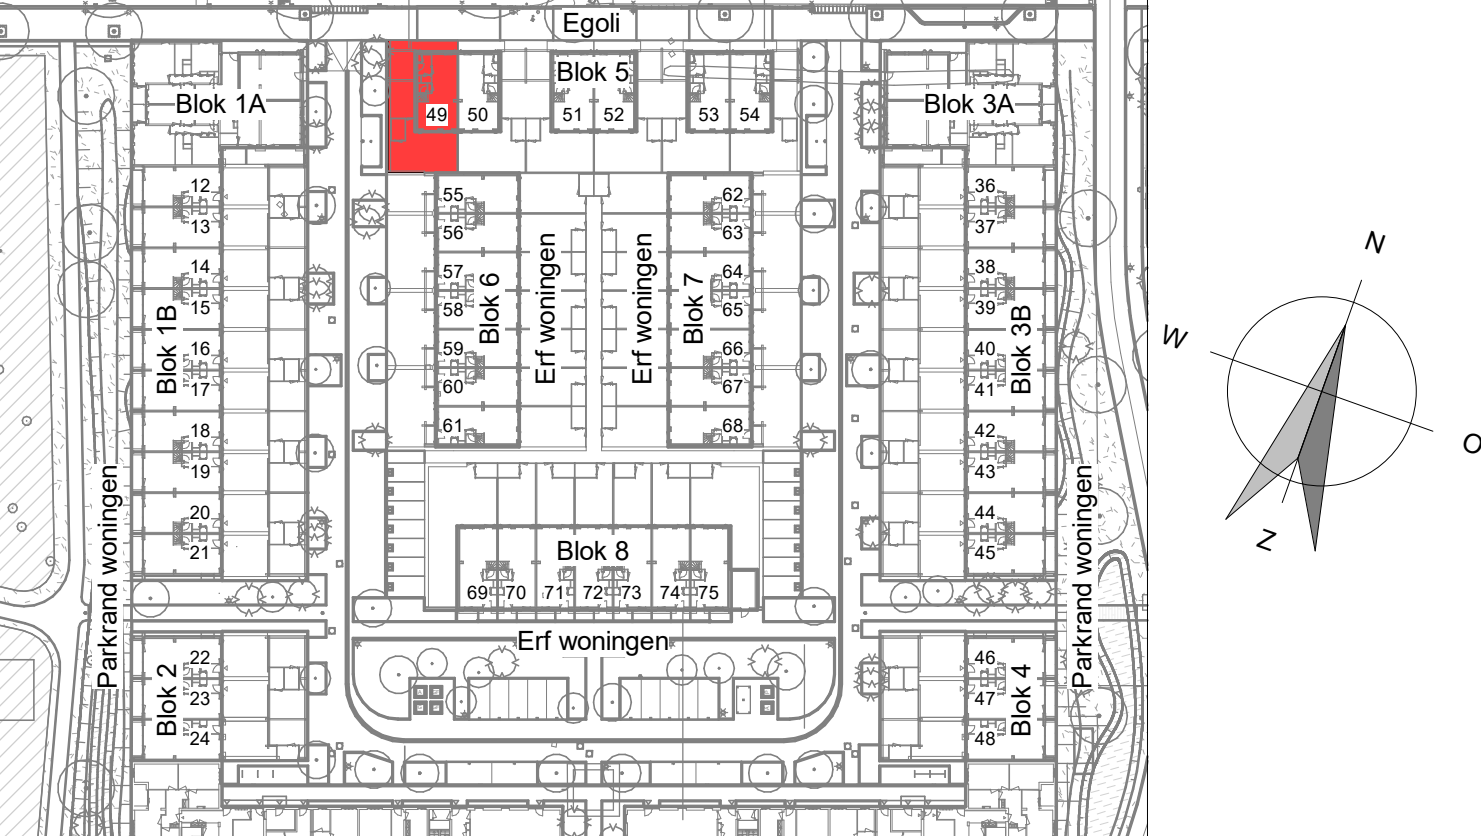 Egoli
Blok 5
Blok 1A
Blok 3A
49
50
51
52
53
54
12
13
14
15
16
17
18
19
20
21
Blok 1B
55
56
57
58
59
60
61
Blok 6
Erf woningen
Erf woningen
Blok 7
62
63
64
65
66
67
68
36
37
38
39
40
41
42
43
44
45
Blok 3B
N
W
O
Z
Parkrand woningen
Parkrand woningen
Blok 8
69
70
71
72
73
74
75
Erf woningen
Blok 2
22
23
24
46
47
48
Blok 4